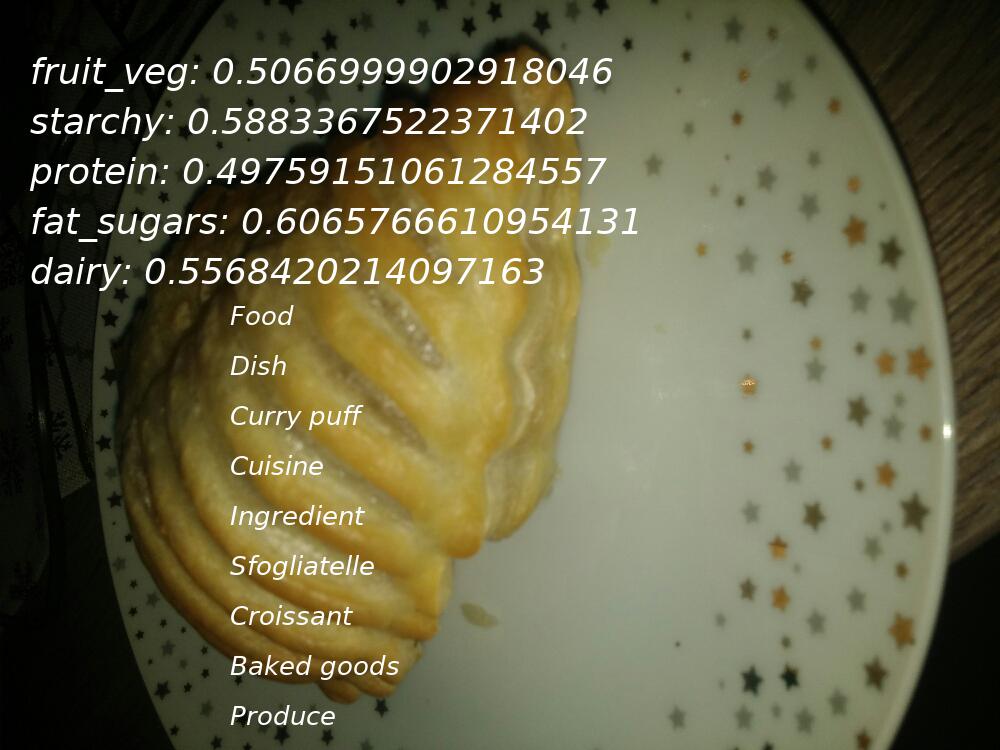 fruit_veg: 0.5066999902918046
starchy: 0.5883367522371402
protein: 0.49759151061284557
fat_sugars: 0.6065766610954131
dairy: 0.5568420214097163
Food
Dish
Curry puff
Cuisine
Ingredient
Sfogliatelle
Croissant
Baked goods
Produce